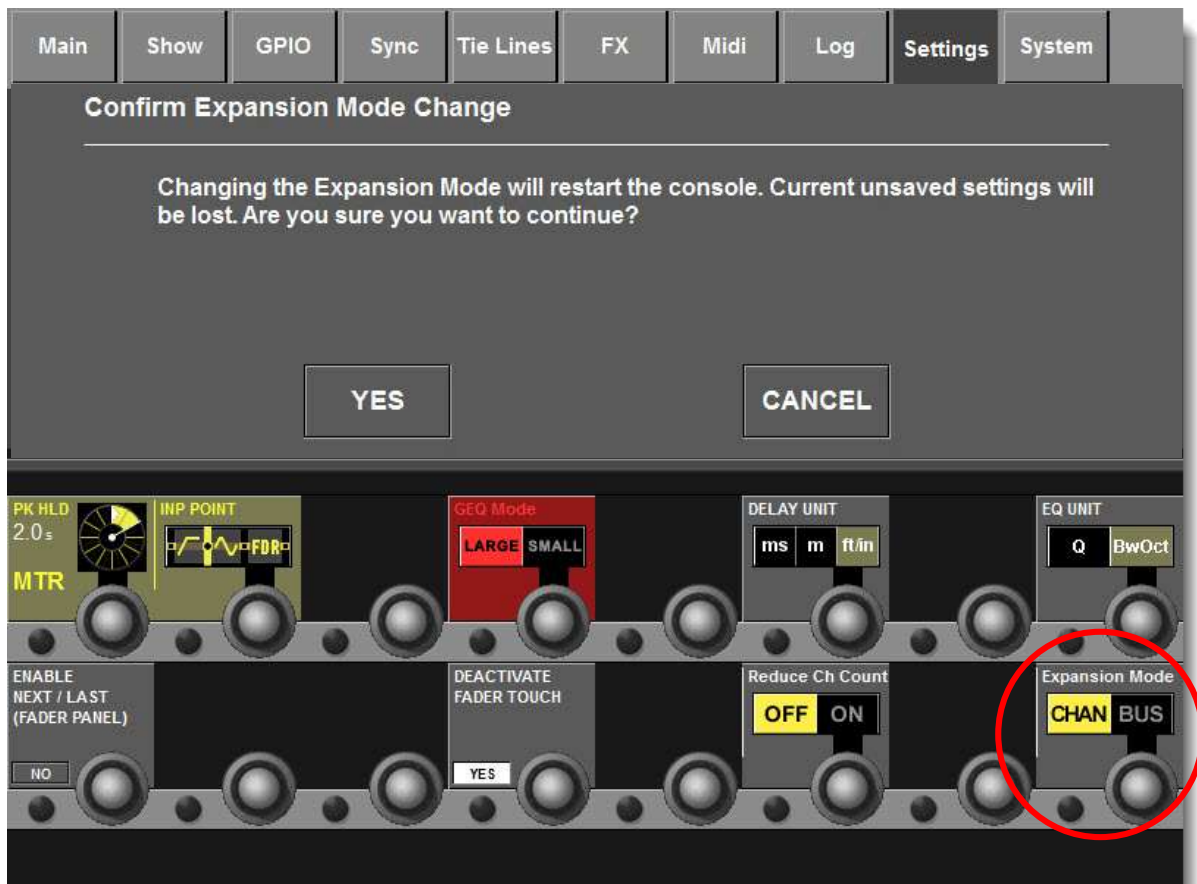 Main Show GPIO Sync Tie Lines FX Midi Log Settings System
Confirm Expansion Mode Change
Changing the Expansion Mode will restart the console. Current unsaved settings will
be lost. Are you sure you want to continue?
YES CANCEL
PK HLD INP POINT GEQ Mode DELAY UNIT EQ UNIT
2.0s FDR LARGE SMALL ms m ft/in Q BwOct
MTR
ENABLE
NEXT / LAST
(FADER PANEL)
NO
DEACTIVATE
FADER TOUCH
YES
Reduce Ch Count
OFF ON
Expansion Mode
CHAN BUS